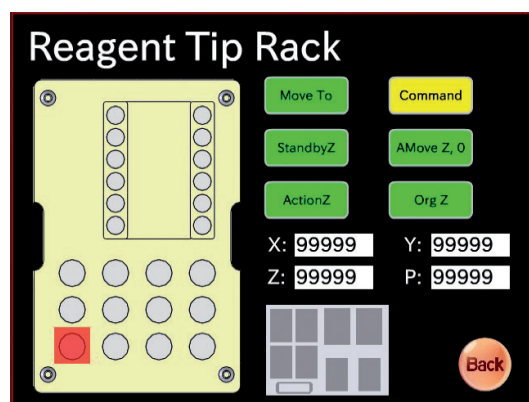 Reagent Tip Rack
Move To
Command
StandbyZ
AMove Z, 0
ActionZ
Org Z
X: 99999
Y: 99999
Z: 99999
P: 99999
Back